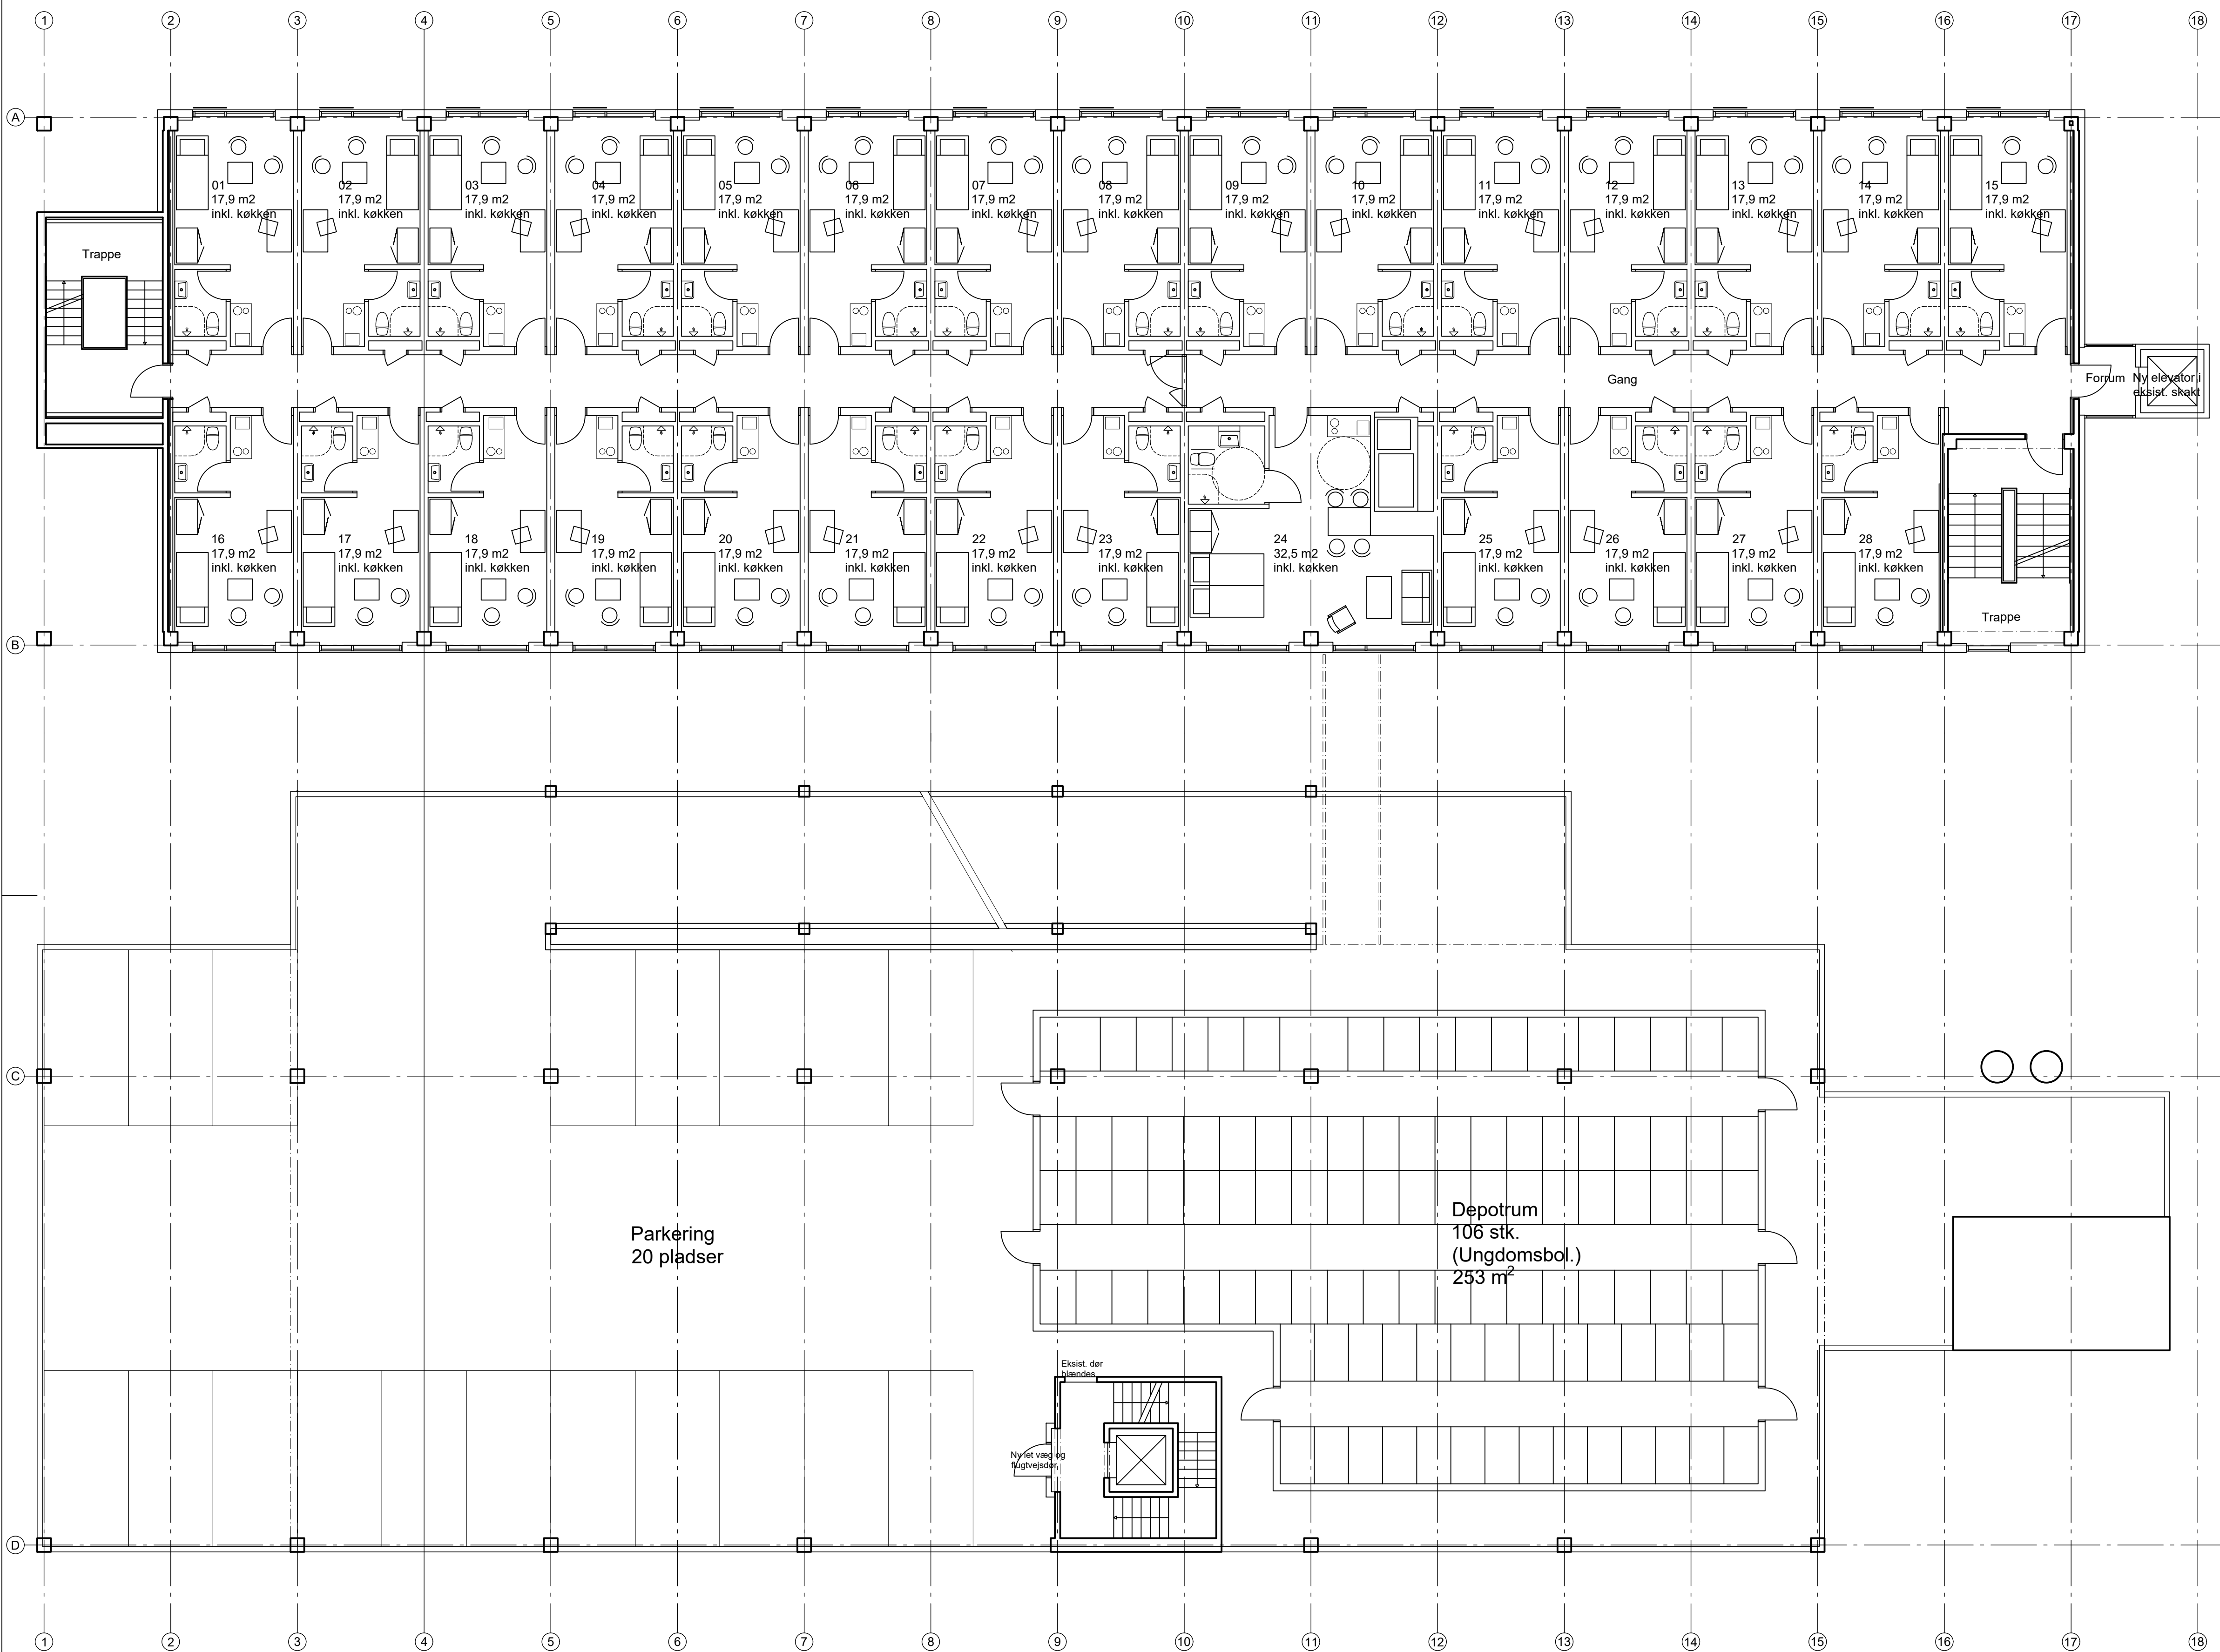 1 2 3 4 5 6 7 8 9 10 11 12 13 14 15 16 17 18
A
01
17,9 m2
inkl. køkken
02
17,9 m2
inkl. køkken
03
17,9 m2
inkl. køkken
04
17,9 m2
inkl. køkken
05
17,9 m2
inkl. køkken
06
17,9 m2
inkl. køkken
07
17,9 m2
inkl. køkken
08
17,9 m2
inkl. køkken
09
17,9 m2
inkl. køkken
10
17,9 m2
inkl. køkken
11
17,9 m2
inkl. køkken
12
17,9 m2
inkl. køkken
13
17,9 m2
inkl. køkken
14
17,9 m2
inkl. køkken
15
17,9 m2
inkl. køkken
Trappe
Gang
Forrum
Ny elevator i
eksist. skakt
16
17,9 m2
inkl. køkken
17
17,9 m2
inkl. køkken
18
17,9 m2
inkl. køkken
19
17,9 m2
inkl. køkken
20
17,9 m2
inkl. køkken
21
17,9 m2
inkl. køkken
22
17,9 m2
inkl. køkken
23
17,9 m2
inkl. køkken
24
32,5 m2
inkl. køkken
25
17,9 m2
inkl. køkken
26
17,9 m2
inkl. køkken
27
17,9 m2
inkl. køkken
28
17,9 m2
inkl. køkken
Trappe
B
C
Parkering
20 pladser
Depotrum
106 stk.
(Ungdomsbol.)
253 m²
Eksist. dør
blændes
Ny let væg og
flugtvejsdør
D
1 2 3 4 5 6 7 8 9 10 11 12 13 14 15 16 17 18